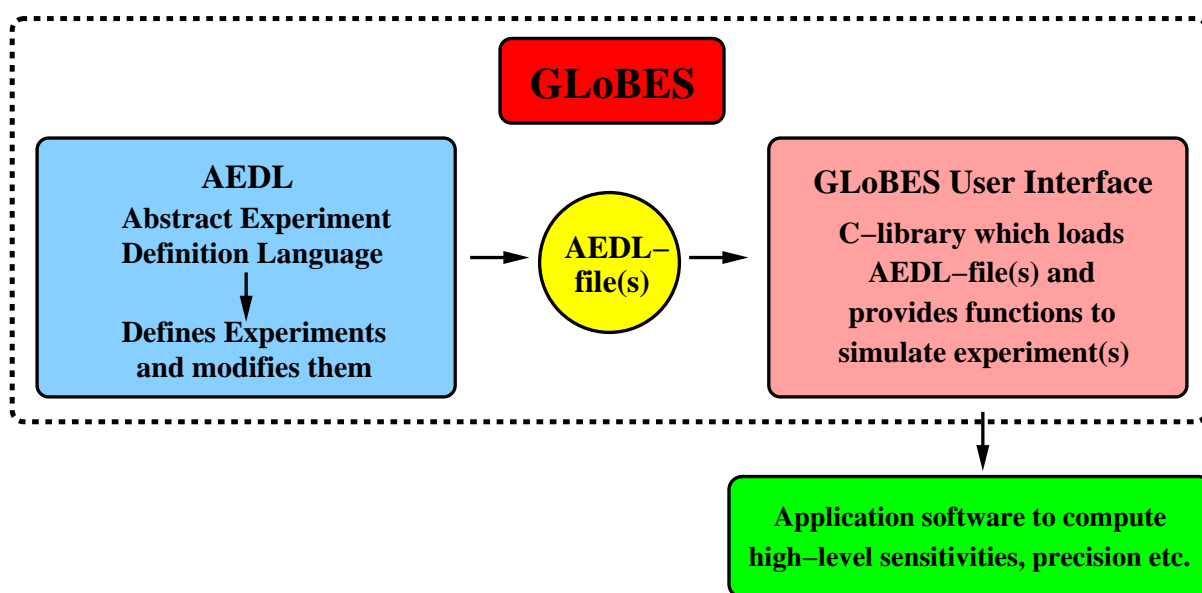 GLoBES
AEDL
Abstract Experiment
Definition Language
Defines Experiments
and modifies them
AEDL−
file(s)
GLoBES User Interface
C−library which loads
AEDL−file(s) and
provides functions to
simulate experiment(s)
Application software to compute
high−level sensitivities, precision etc.